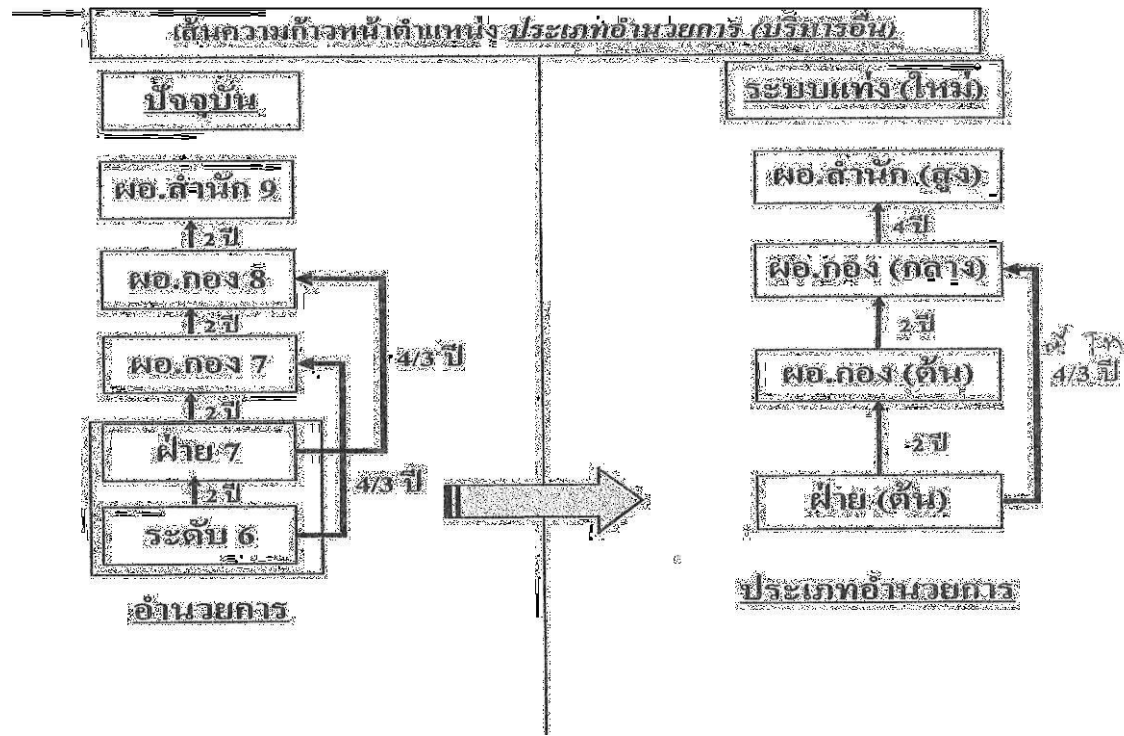 เส้นความก้าวหน้าตำแหน่ง ประเภทอำนวยการ (บริหารอื่น)
ปัจจุบัน
ผอ.สำนัก 9
2 ปี
ผอ.กอง 8
2 ปี
ผอ.กอง 7
4/3 ปี
2 ปี
ฝ่าย 7
4/3 ปี
2 ปี
ระดับ 6
อำนวยการ
ระบบแท่ง (ใหม่)
ผอ.สำนัก (สูง)
4 ปี
ผอ.กอง (กลาง)
2 ปี
4/3 ปี
ผอ.กอง (ต้น)
2 ปี
ฝ่าย (ต้น)
ประเภทอำนวยการ